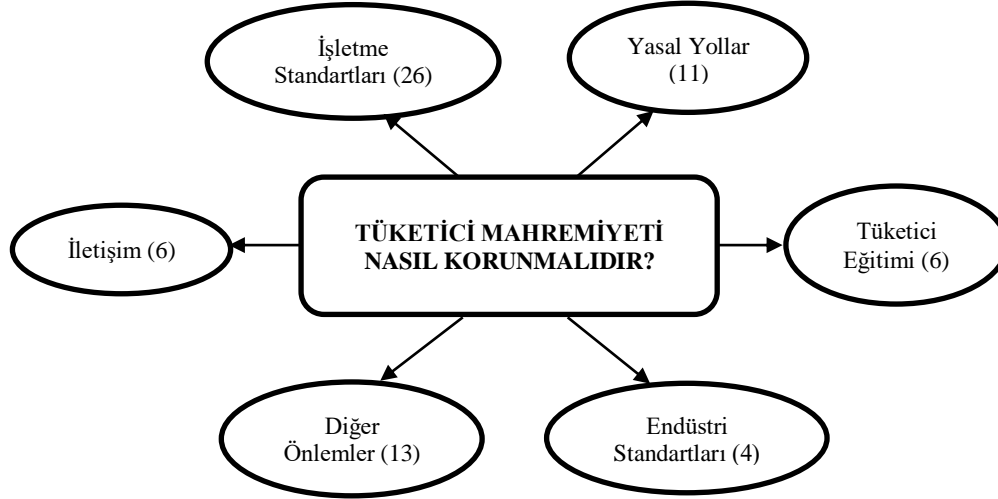 İşletme
Standartları (26)
Yasal Yollar
(11)
TÜKETİCİ MAHREMİYETİ
NASIL KORUNMALIDIR?
İletişim (6)
Tüketici
Eğitimi (6)
Diğer
Önlemler (13)
Endüstri
Standartları (4)